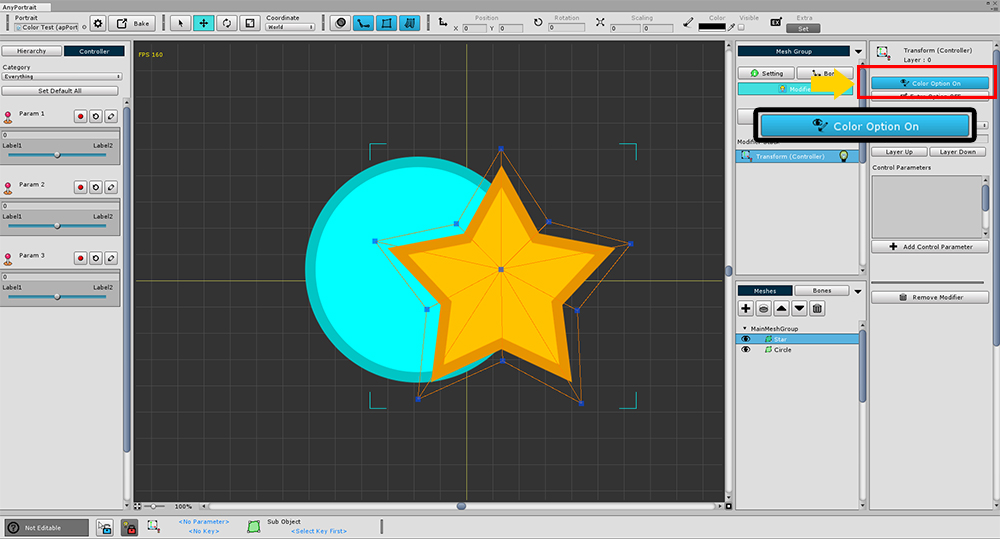 AnyPortrait
Portrait
Color Test (apPort
Bake
Coordinate
World
Position
X 0 Y 0
Rotation
0
Scaling
0 0
Color
Visible
Extra
Set
Hierarchy
Controller
Category
Everything
Set Default All
Param 1
0
Label1 Label2
Param 2
0
Label1 Label2
Param 3
0
Label1 Label2
FPS 160
100%
Mesh Group
Setting
Bon
Modifie
Transform (Controller)
Meshes
Bones
MainMeshGroup
Star
Circle
Transform (Controller)
Layer : 0
Color Option On
Color Option On
Layer Up
Layer Down
Control Parameters
Add Control Parameter
Remove Modifier
Not Editable
<No Parameter>
<No Key>
Sub Object
<Select Key First>